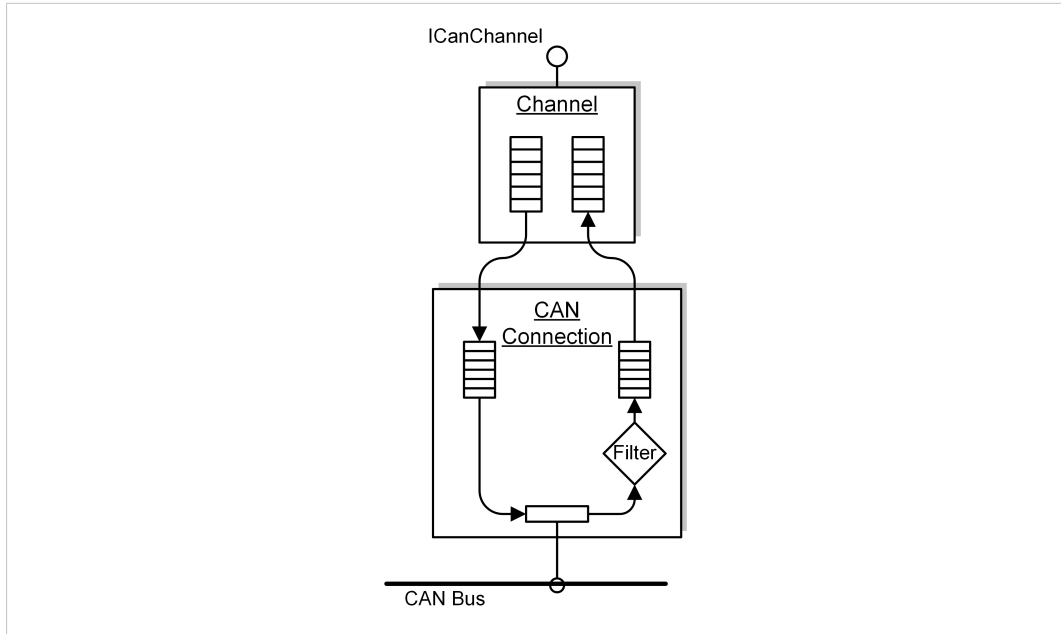 ICanChannel
Channel
CAN
Connection
Filter
CAN Bus